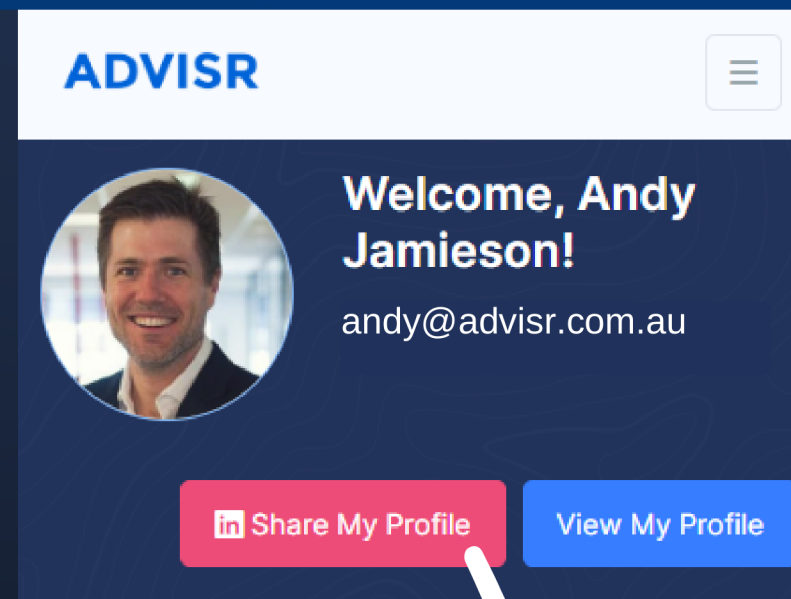 ADVISR
Welcome, Andy
Jamieson!
andy@advisr.com.au
in Share My Profile
View My Profile